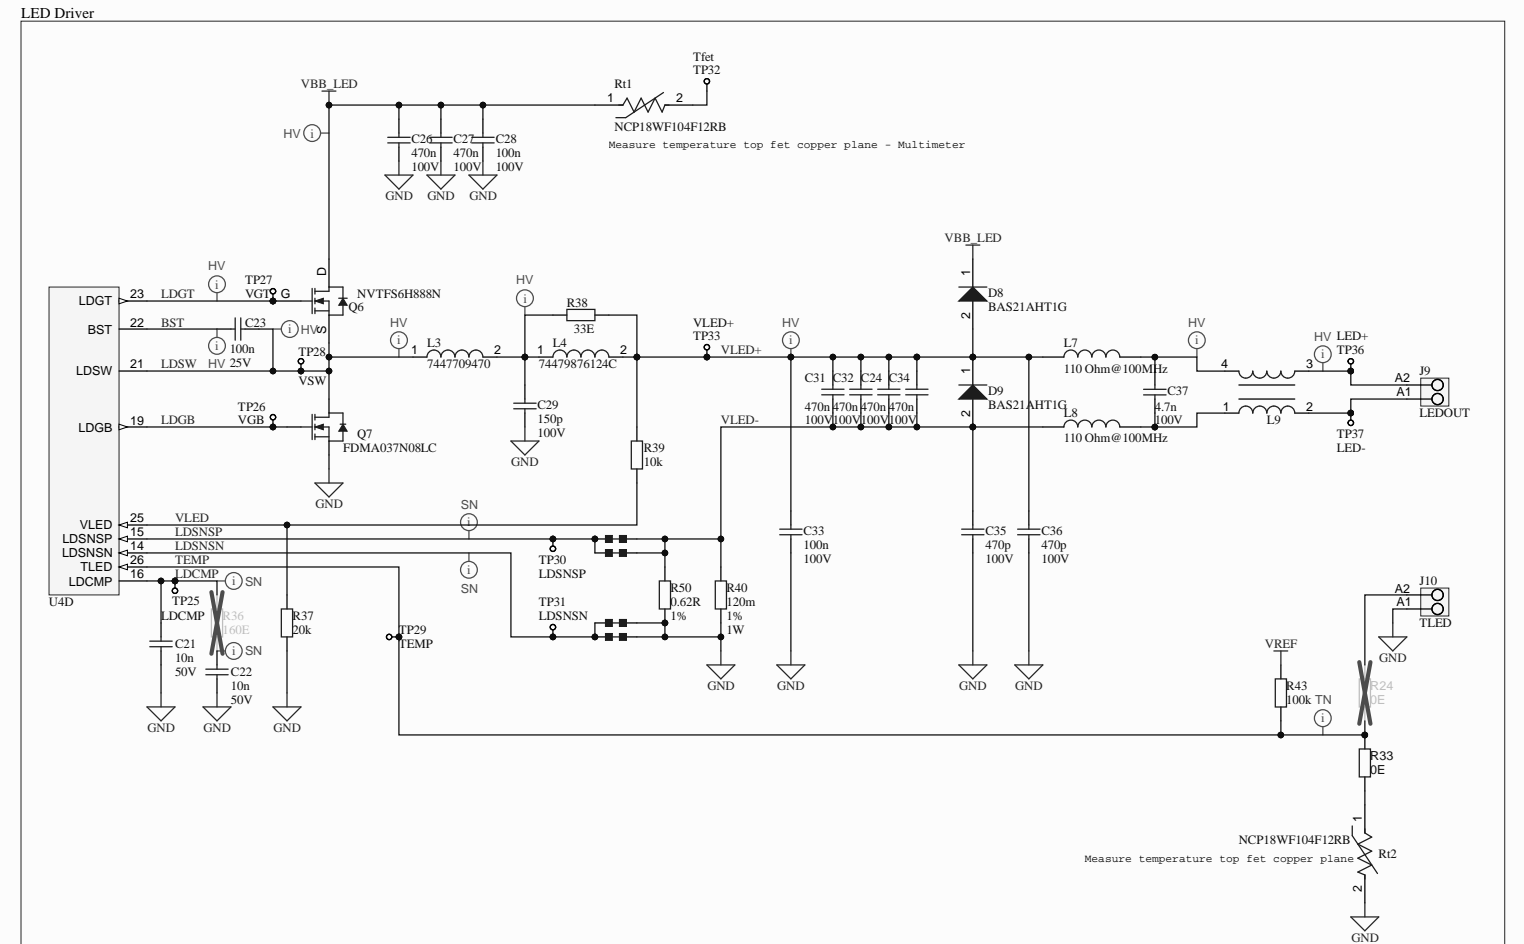 LED Driver
Tfet
TP32
VBB_LED
Rt1
1
2
HV i
C26
470n
100V
C27
470n
100V
C28
100n
100V
NCP18WF104F12RB
Measure temperature top fet copper plane - Multimeter
GND
GND
GND
VBB_LED
HV
i
TP27
VGT
G
D
S
NVTFS6H888N
Q6
LDGT
23
LDGT
BST
22
BST
C23
100n
25V
i HV
i
HV
LDSW
21
LDSW
TP28
VSW
HV
i
L3
1
2
7447709470
HV
i
R38
33E
L4
1
2
74479876124C
VLED+
TP33
VLED+
HV
i
1
D8
BAS21AHT1G
2
HV
i
L7
110 Ohm@100MHz
HV
i
LED+
TP36
4
3
C31
470n
100V
C32
470n
100V
C24
470n
100V
C34
1
D9
BAS21AHT1G
2
C37
4.7n
100V
L8
110 Ohm@100MHz
1
2
L9
TP37
LED-
J9
A2
A1
LEDOUT
LDGB
19
LDGB
TP26
VGB
Q7
FDMA037N08LC
GND
C29
150p
100V
GND
R39
10k
VLED-
VLED
25
VLED
LDSNSP
15
LDSNSP
LDSNSN
14
LDSNSN
TLED
26
TEMP
LDCMP
16
LDCMP
U4D
SN
i
i
SN
TP30
LDSNSP
TP31
LDSNSN
R50
0.62R
1%
R40
120m
1%
1W
GND
C33
100n
100V
GND
C35
470p
100V
GND
C36
470p
100V
GND
TP25
LDCMP
i SN
R36
160E
i SN
C21
10n
50V
GND
C22
10n
50V
GND
R37
20k
GND
TP29
TEMP
J10
A2
A1
TLED
GND
VREF
R43
100k
TN
i
R24
0E
R33
0E
1
NCP18WF104F12RB
Measure temperature top fet copper plane
Rt2
2
GND